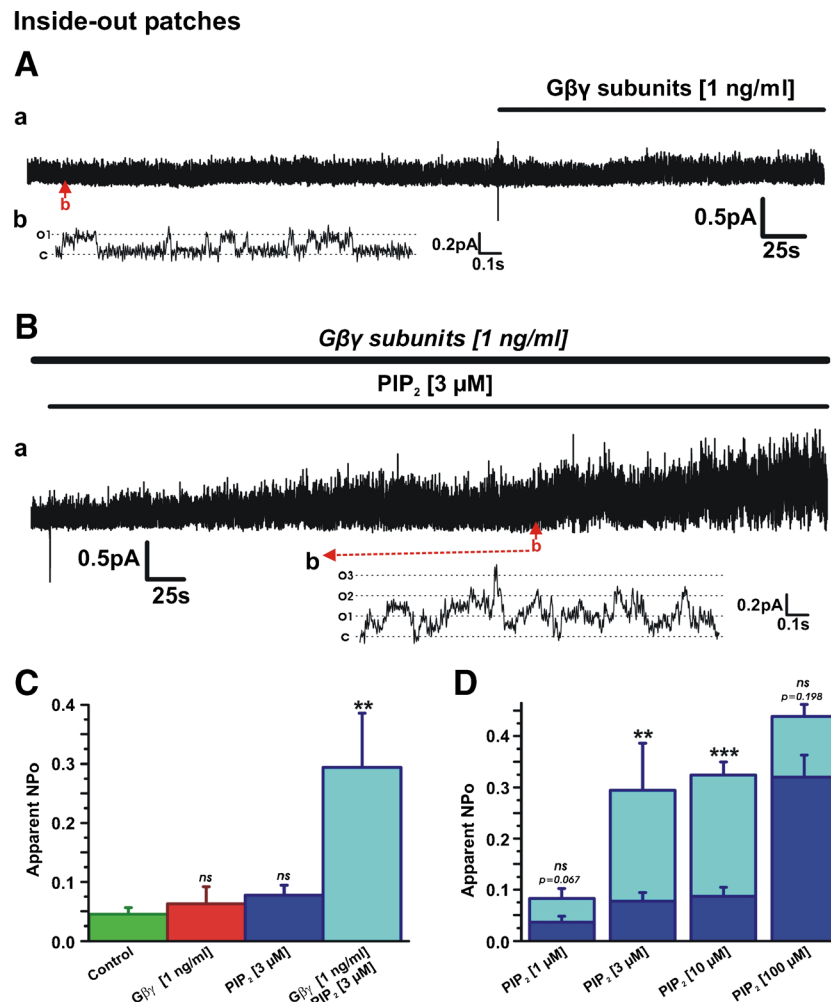 Inside-out patches
A
Gβγ subunits [1 ng/ml]
a
b
b
O1
C
0.2pA
0.1s
0.5pA
25s
B
Gβγ subunits [1 ng/ml]
PIP₂ [3 µM]
a
b
0.5pA
25s
b
O3
O2
O1
C
0.2pA
0.1s
C
Apparent NPo
0.4
0.3
0.2
0.1
0.0
ns
ns
**
Control
Gβγ [1 ng/ml]
PIP₂ [3 µM]
Gβγ [1 ng/ml]
PIP₂ [3 µM]
D
Apparent NPo
0.4
0.3
0.2
0.1
0.0
ns
p=0.067
**
***
ns
p=0.198
PIP₂ [1 µM]
PIP₂ [3 µM]
PIP₂ [10 µM]
PIP₂ [100 µM]